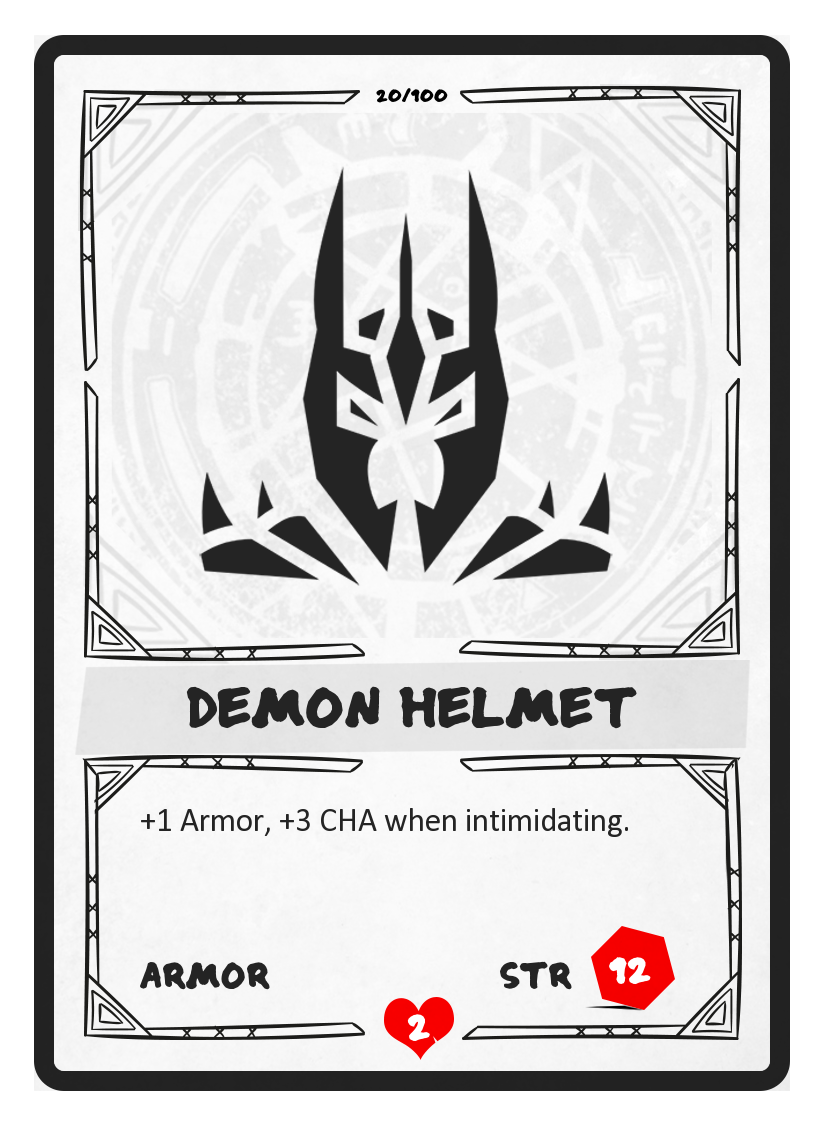 20/100
DEMON HELMET
+1 Armor, +3 CHA when intimidating.
ARMOR
STR 12
2